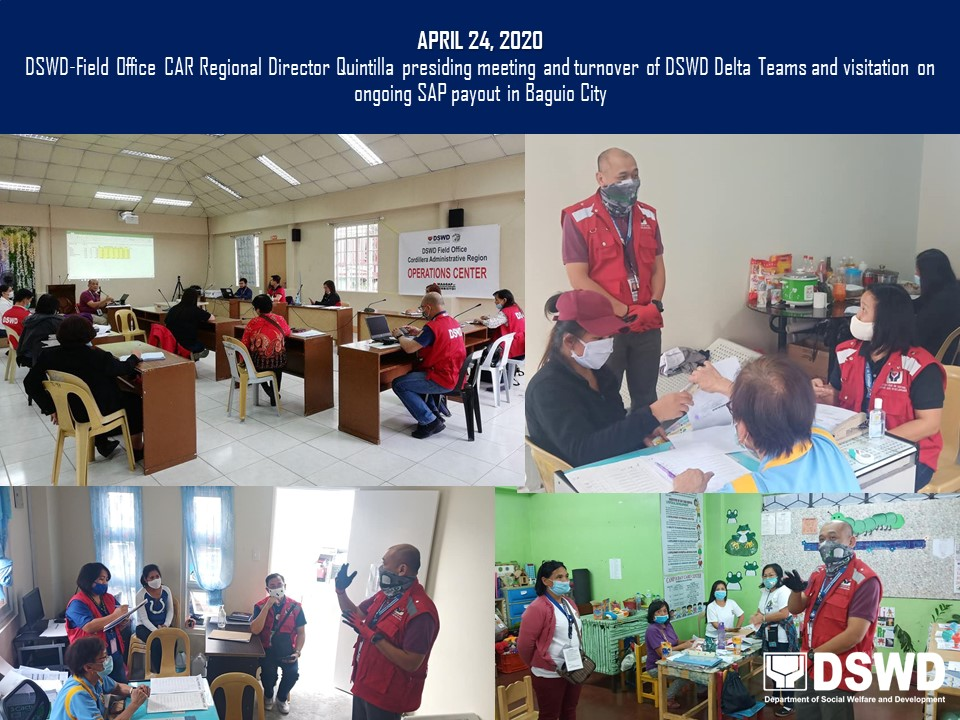 APRIL 24, 2020
DSWD-Field Office CAR Regional Director Quintilla presiding meeting and turnover of DSWD Delta Teams and visitation on
ongoing SAP payout in Baguio City
DSWD
DSWD Field Office
Cordillera Administrative Region
OPERATIONS CENTER
DSWD
DSWD
Department of Social Welfare and Development